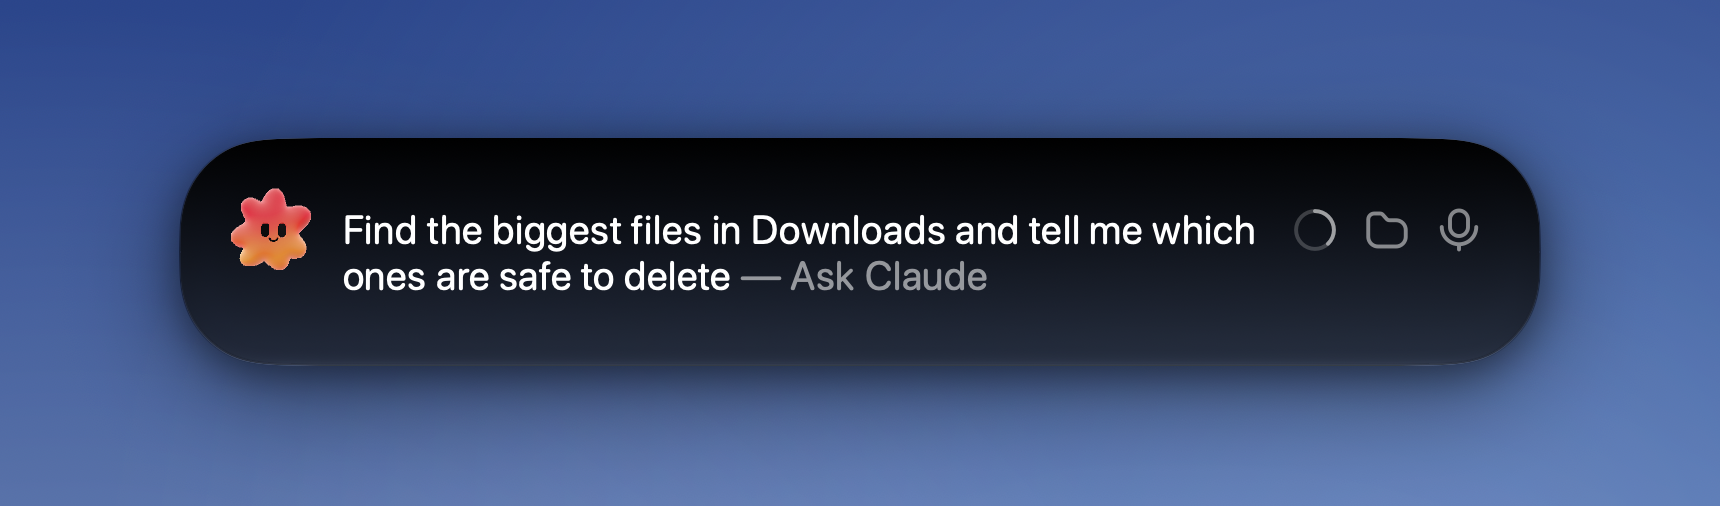 Find the biggest files in Downloads and tell me which
ones are safe to delete — Ask Claude